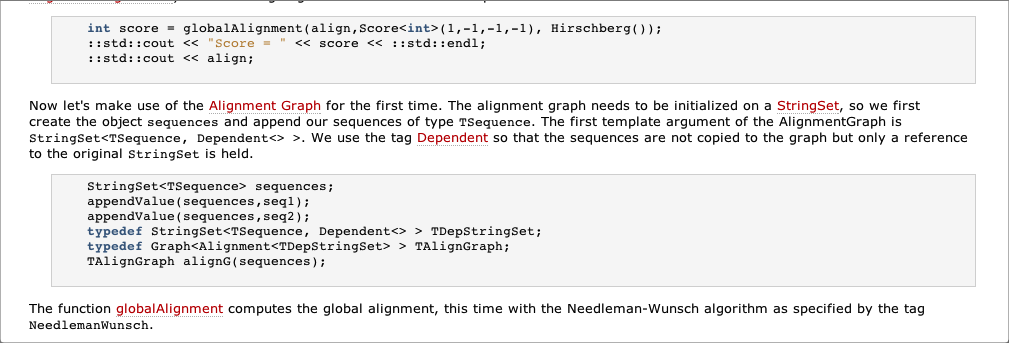 int score = globalAlignment(align,Score<int>(1,-1,-1,-1), Hirschberg());
::std::cout << "Score = " << score << ::std::endl;
::std::cout << align;
Now let's make use of the Alignment Graph for the first time. The alignment graph needs to be initialized on a StringSet, so we first
create the object sequences and append our sequences of type TSequence. The first template argument of the AlignmentGraph is
StringSet<TSequence, Dependent<> >. We use the tag Dependent so that the sequences are not copied to the graph but only a reference
to the original StringSet is held.
StringSet<TSequence> sequences;
appendValue(sequences,seq1);
appendValue(sequences,seq2);
typedef StringSet<TSequence, Dependent<> > TDepStringSet;
typedef Graph<Alignment<TDepStringSet> > TAlignGraph;
TAlignGraph alignG(sequences);
The function globalAlignment computes the global alignment, this time with the Needleman-Wunsch algorithm as specified by the tag
NeedlemanWunsch.